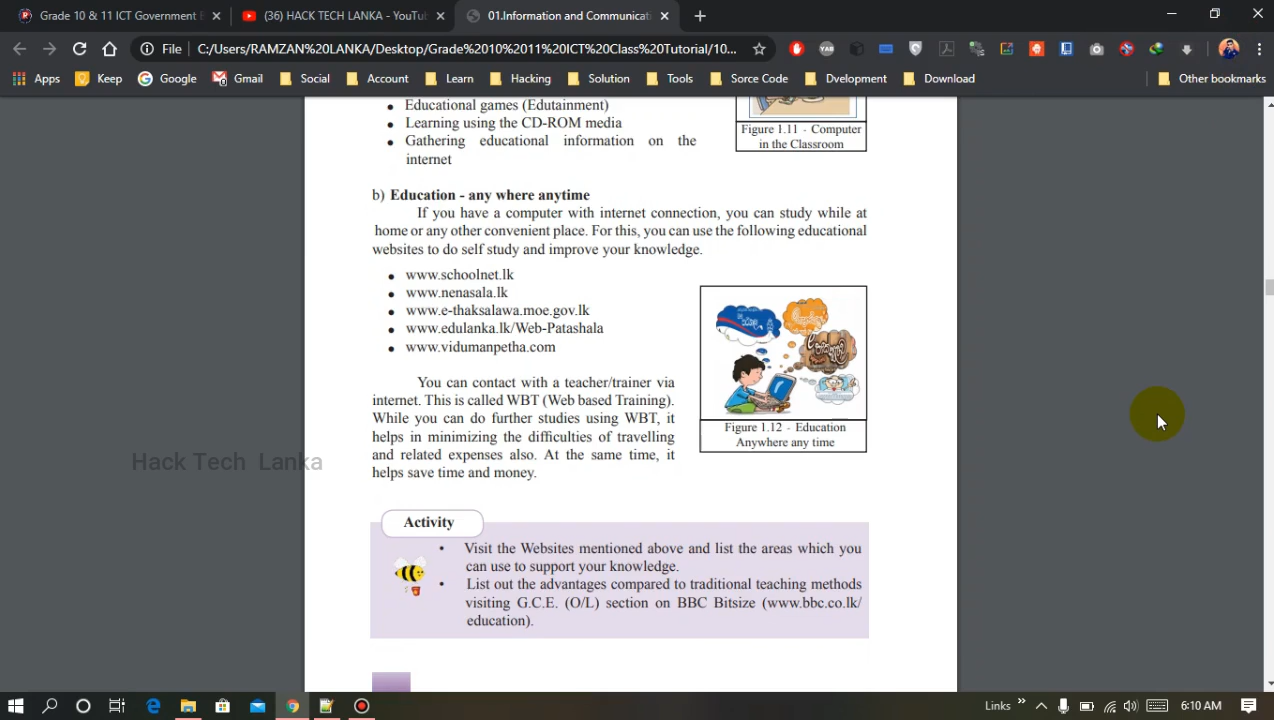 Grade 10 & 11 ICT Government
(36) HACK TECH LANKA - YouTu
01.Information and Communicati
File
C:/Users/RAMZAN%20LANKA/Desktop/Grade%2010%2011%20ICT%20Class%20Tutorial/10...
YAB
Apps
Keep
Google
Gmail
Social
Account
Learn
Hacking
Solution
Tools
Sorce Code
Dvelopment
Download
Other bookmarks
• Educational games (Edutainment)
• Learning using the CD-ROM media
• Gathering educational information on the
internet
Figure 1.11 - Computer
in the Classroom
b) Education - any where anytime
If you have a computer with internet connection, you can study while at
home or any other convenient place. For this, you can use the following educational
websites to do self study and improve your knowledge.
• www.schoolnet.lk
• www.nenasala.lk
• www.e-thaksalawa.moe.gov.lk
• www.edulanka.lk/Web-Patashala
• www.vidumanpetha.com
You can contact with a teacher/trainer via
internet. This is called WBT (Web based Training).
While you can do further studies using WBT, it
helps in minimizing the difficulties of travelling
and related expenses also. At the same time, it
helps save time and money.
Figure 1.12 - Education
Anywhere any time
Hack Tech Lanka
Activity
• Visit the Websites mentioned above and list the areas which you
can use to support your knowledge.
• List out the advantages compared to traditional teaching methods
visiting G.C.E. (O/L) section on BBC Bitsize (www.bbc.co.lk/
education).
Links
6:10 AM